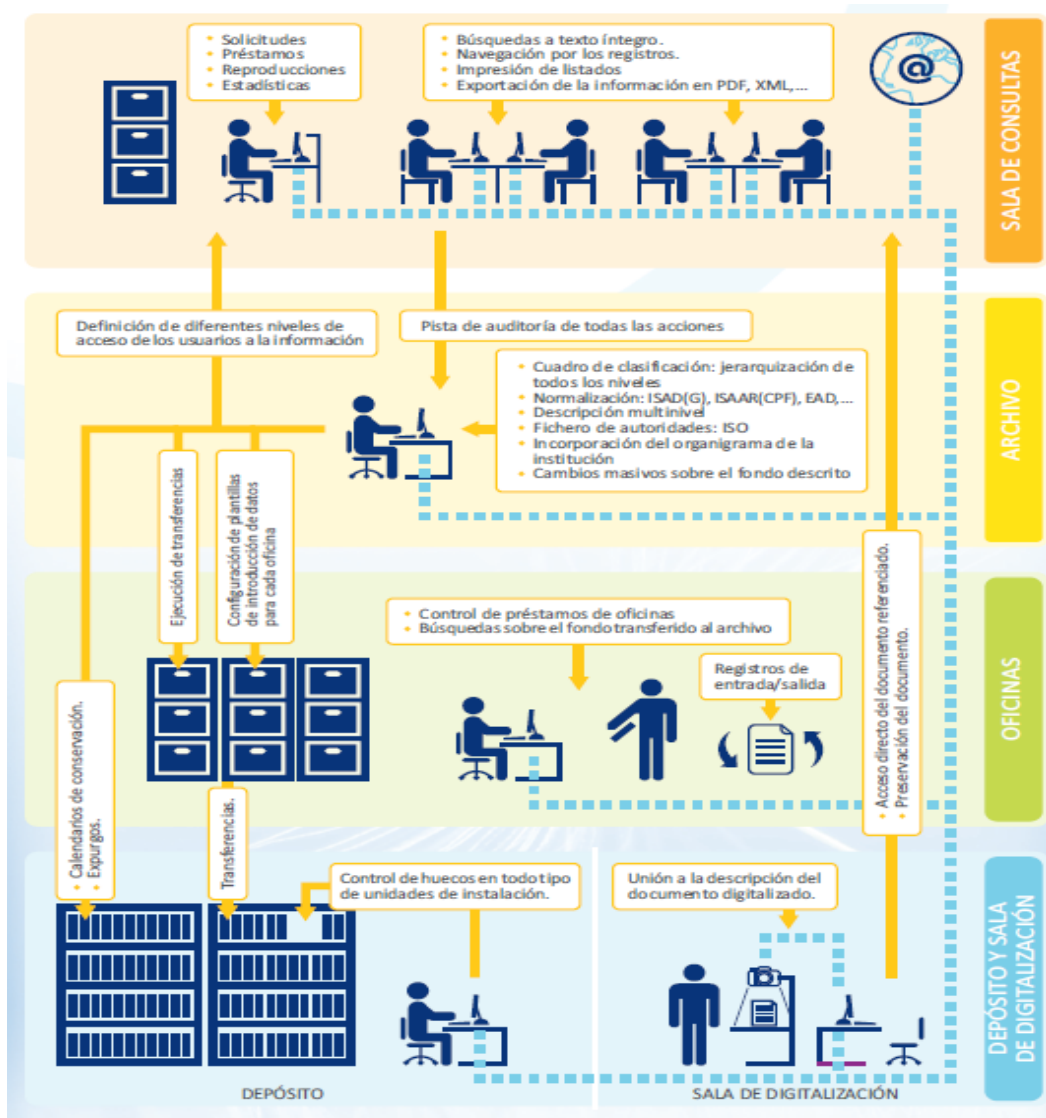 • Solicitudes
• Préstamos
• Reproducciones
• Estadísticas
• Búsquedas a texto íntegro.
• Navegación por los registros.
• Impresión de listados
• Exportación de la información en PDF, XML,...
@
SALA DE CONSULTAS
Definición de diferentes niveles de
acceso de los usuarios a la información
Pista de auditoría de todas las acciones
• Cuadro de clasificación: jerarquización de
todos los niveles
• Normalización: ISAD(G), ISAAR(CPF), EAD,...
• Descripción multinivel
• Fichero de autoridades: ISO
• Incorporación del organigrama de la
institución
• Cambios masivos sobre el fondo descrito
ARCHIVO
Ejecución de transferencias
Configuración de plantillas
de introducción de datos
para cada oficina
• Control de préstamos de oficinas
• Búsquedas sobre el fondo transferido al archivo
Registros de
entrada/salida
• Acceso directo del documento referenciado.
• Preservación del documento.
OFICINAS
• Calendarios de conservación.
• Expurgos.
Transferencias.
Control de huecos en todo tipo
de unidades de instalación.
Unión a la descripción del
documento digitalizado.
DEPÓSITO Y SALA
DE DIGITALIZACIÓN
DEPÓSITO
SALA DE DIGITALIZACIÓN